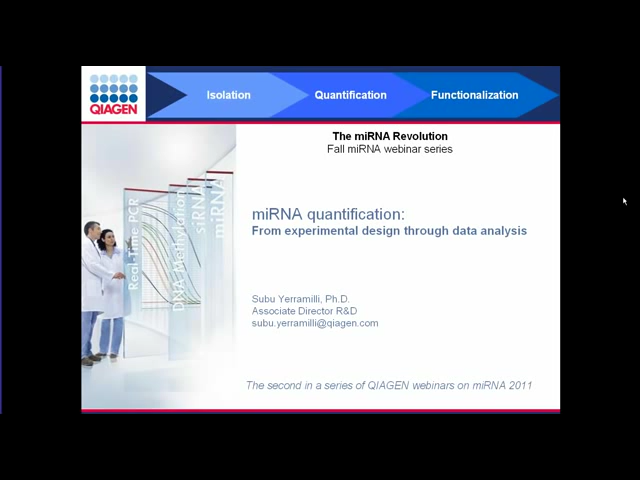 QIAGEN
Isolation
Quantification
Functionalization
The miRNA Revolution
Fall miRNA webinar series
Real-Time PCR
DNA Methylation
siRNA
miRNA
miRNA quantification:
From experimental design through data analysis
Subu Yerramilli, Ph.D.
Associate Director R&D
subu.yerramilli@qiagen.com
The second in a series of QIAGEN webinars on miRNA 2011